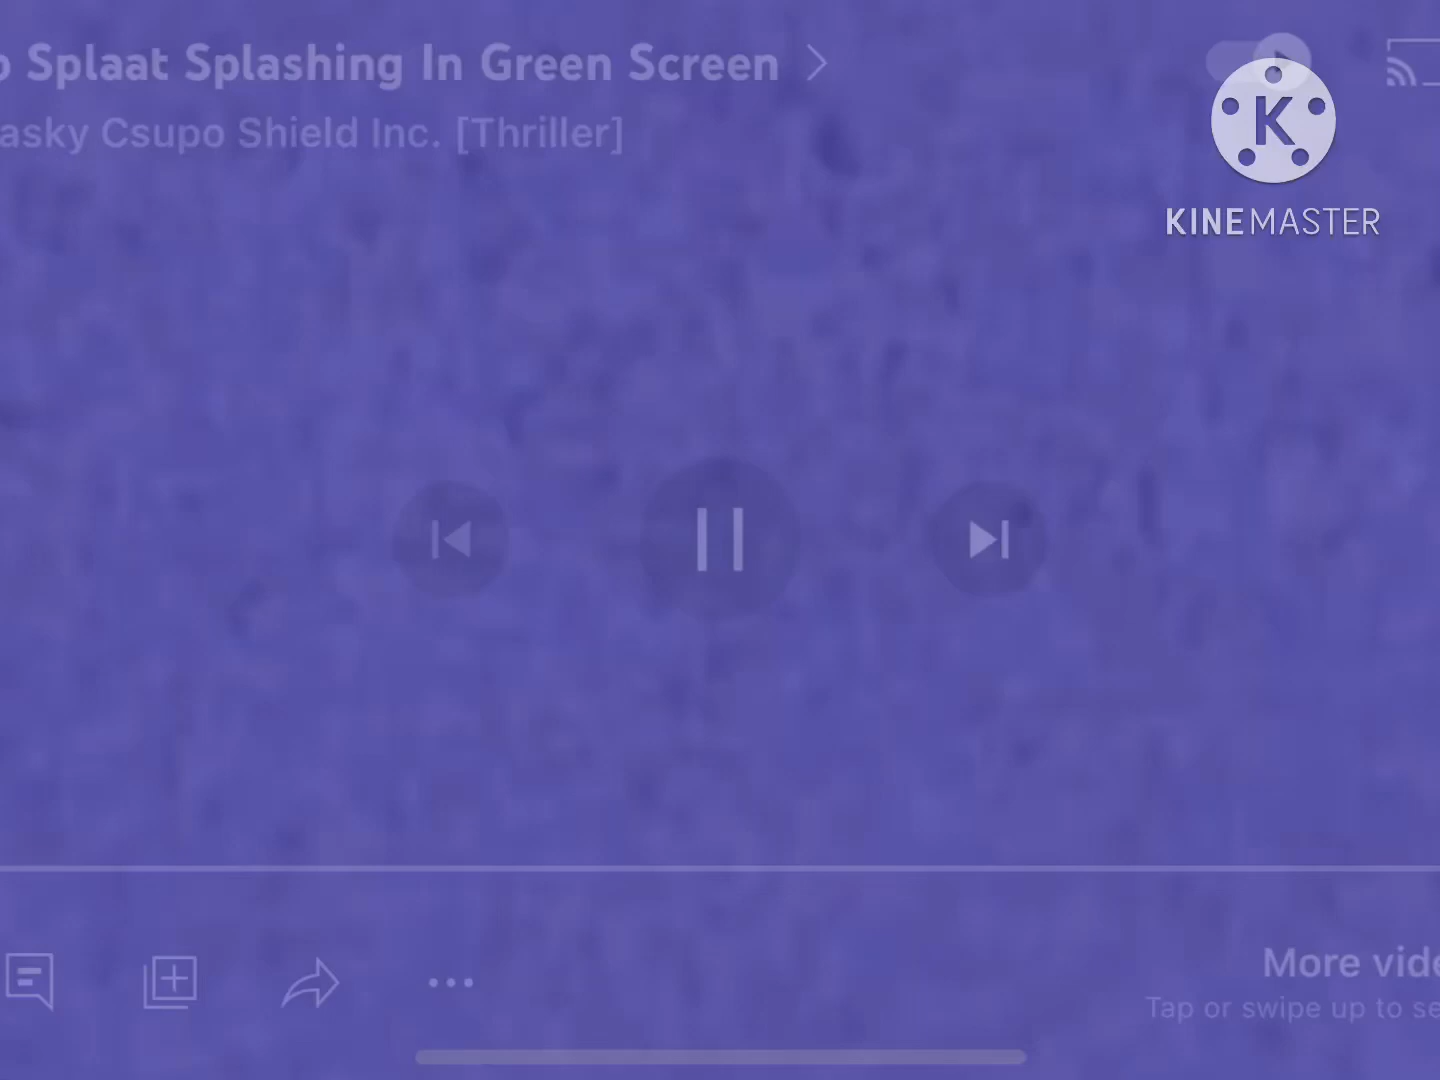 Splaat Splashing In Green Screen
asky Csupo Shield Inc. [Thriller]
K
KINEMASTER
More vide
Tap or swipe up to se